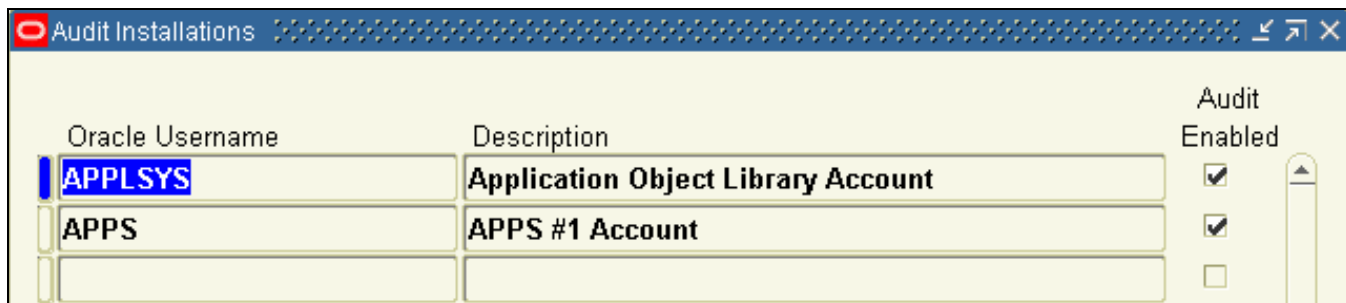 Audit Installations
Audit
Oracle Username Description Enabled
APPLSYS Application Object Library Account
APPS APPS #1 Account